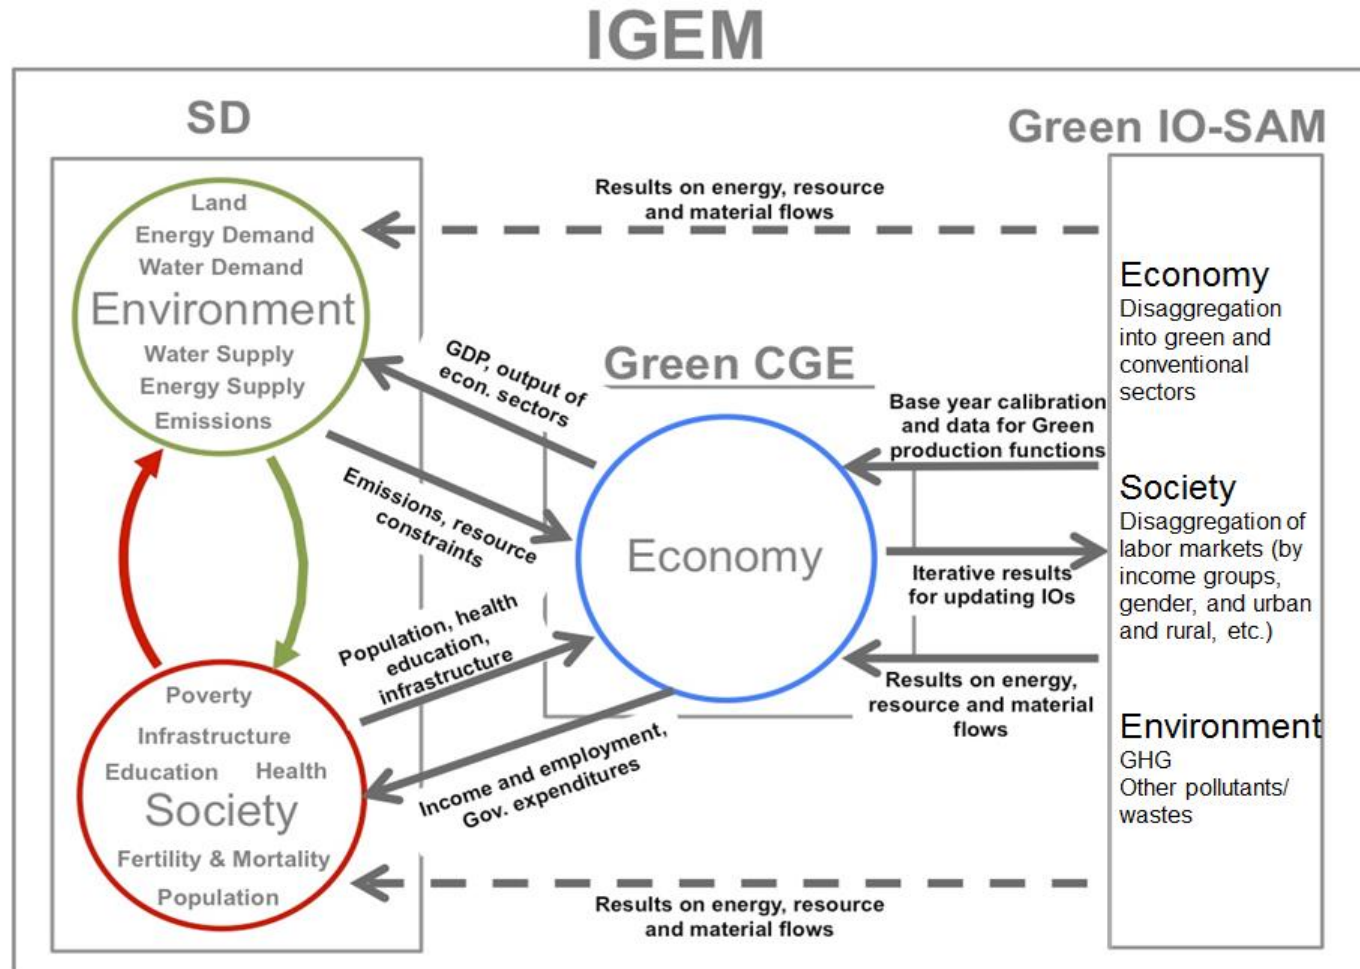 IGEM
SD
Green IO-SAM
Land
Energy Demand
Water Demand
Environment
Water Supply
Energy Supply
Emissions
Results on energy, resource
and material flows
GDP, output of
econ. sectors
Emissions, resource
constraints
Green CGE
Economy
Population, health
education,
infrastructure
Income and employment,
Gov. expenditures
Base year calibration
and data for Green
production functions
Iterative results
for updating IOs
Results on energy,
resource and material
flows
Poverty
Infrastructure
Education Health
Society
Fertility & Mortality
Population
Results on energy, resource
and material flows
Economy
Disaggregation
into green and
conventional
sectors
Society
Disaggregation of
labor markets (by
income groups,
gender, and urban
and rural, etc.)
Environment
GHG
Other pollutants/
wastes